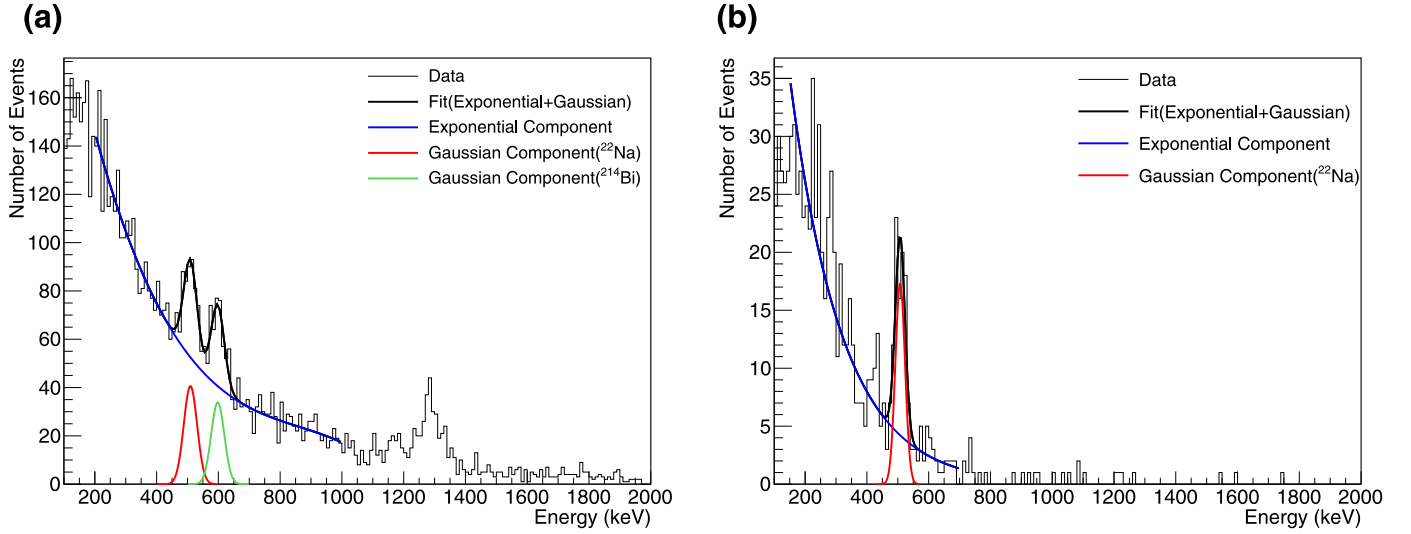 (a)
Number of Events
160
140
120
100
80
60
40
20
0
Data
Fit(Exponential+Gaussian)
Exponential Component
Gaussian Component(²²Na)
Gaussian Component(²¹⁴Bi)
200 400 600 800 1000 1200 1400 1600 1800 2000
Energy (keV)
(b)
Number of Events
35
30
25
20
15
10
5
0
Data
Fit(Exponential+Gaussian)
Exponential Component
Gaussian Component(²²Na)
200 400 600 800 1000 1200 1400 1600 1800 2000
Energy (keV)